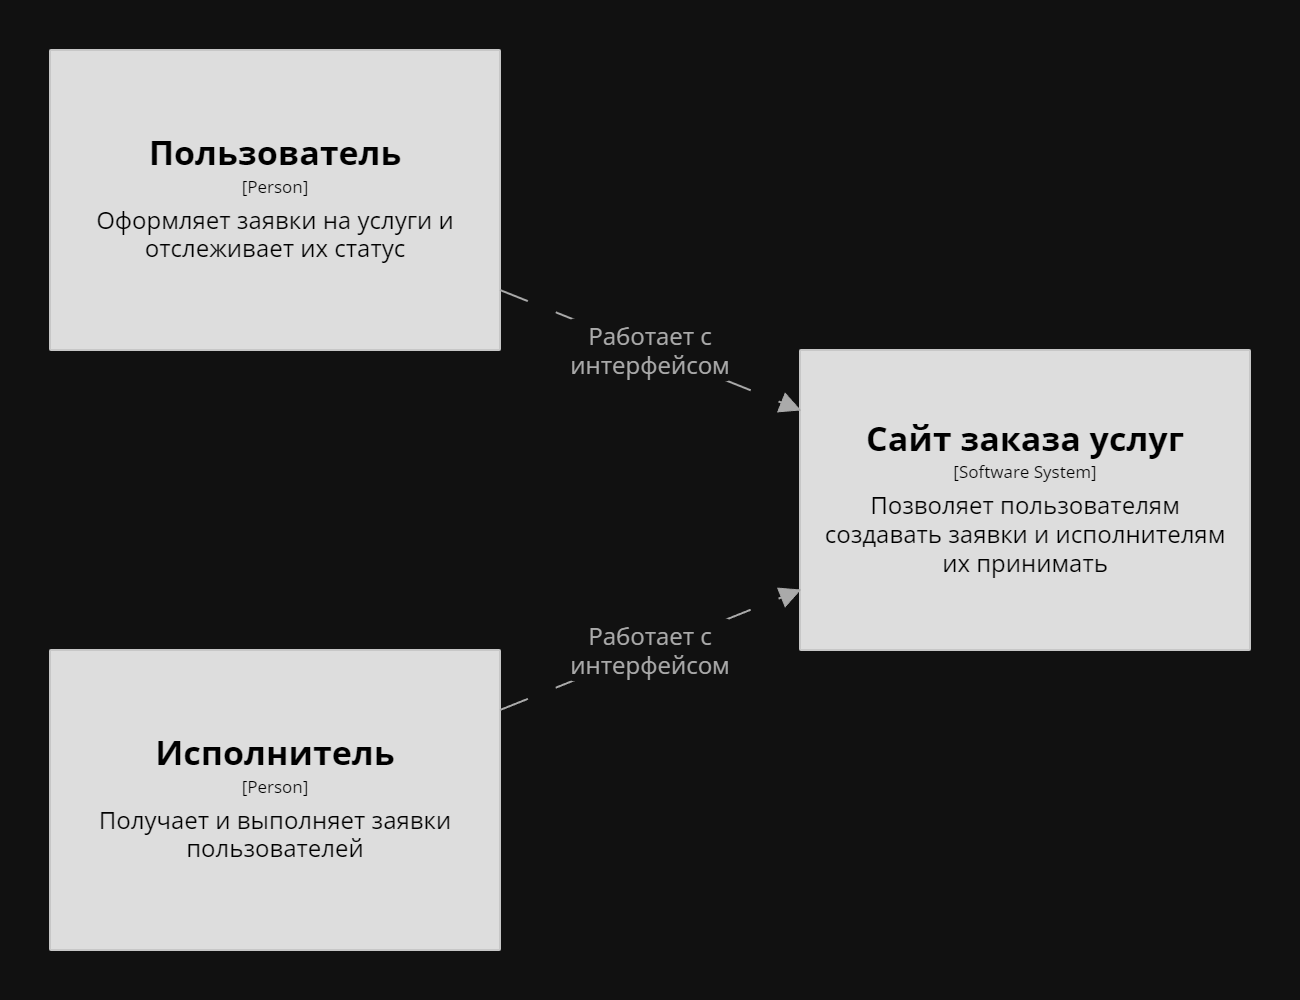 Пользователь
[Person]
Оформляет заявки на услуги и
отслеживает их статус
Работает с
интерфейсом
Сайт заказа услуг
[Software System]
Позволяет пользователям
создавать заявки и исполнителям
их принимать
Работает с
интерфейсом
Исполнитель
[Person]
Получает и выполняет заявки
пользователей